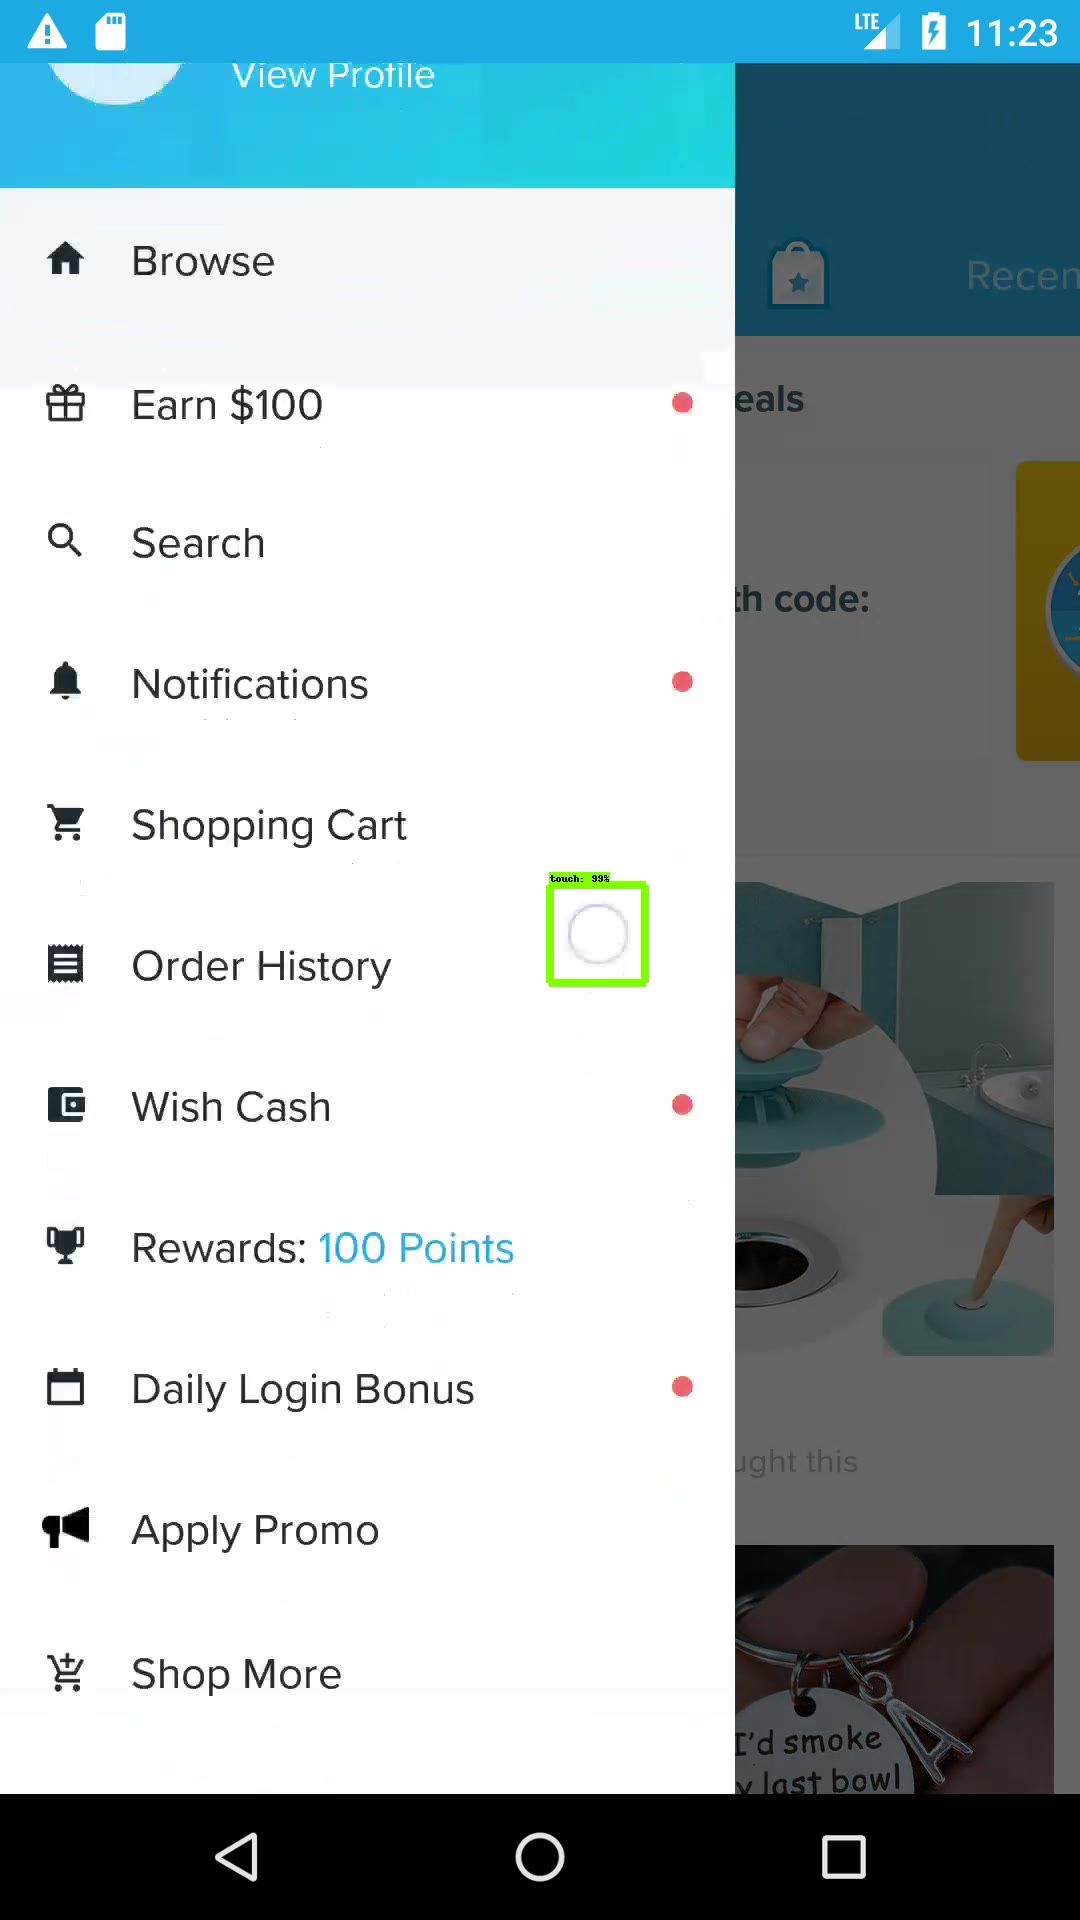 LTE 11:23
View Profile
Browse
Recen
Earn $100
eals
Search
th code:
Notifications
Shopping Cart
touch: 99%
Order History
Wish Cash
Rewards: 100 Points
Daily Login Bonus
ught this
Apply Promo
Shop More
I'd smoke
y last bowl
A